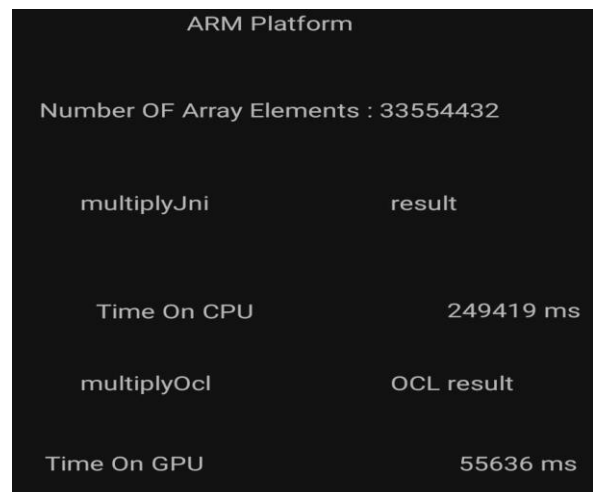 ARM Platform
Number OF Array Elements : 33554432
multiplyJni result
Time On CPU 249419 ms
multiplyOcl OCL result
Time On GPU 55636 ms